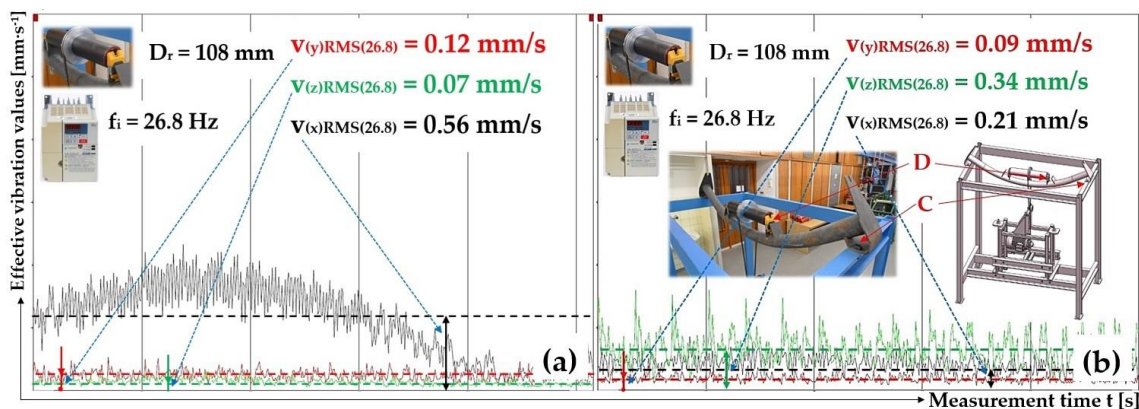 Effective vibration values [mm·s⁻¹]
Dᵣ = 108 mm
fᵢ = 26.8 Hz
v(y)RMS(26.8) = 0.12 mm/s
v(z)RMS(26.8) = 0.07 mm/s
v(x)RMS(26.8) = 0.56 mm/s
(a)
Dᵣ = 108 mm
fᵢ = 26.8 Hz
v(y)RMS(26.8) = 0.09 mm/s
v(z)RMS(26.8) = 0.34 mm/s
v(x)RMS(26.8) = 0.21 mm/s
D
C
(b)
Measurement time t [s]